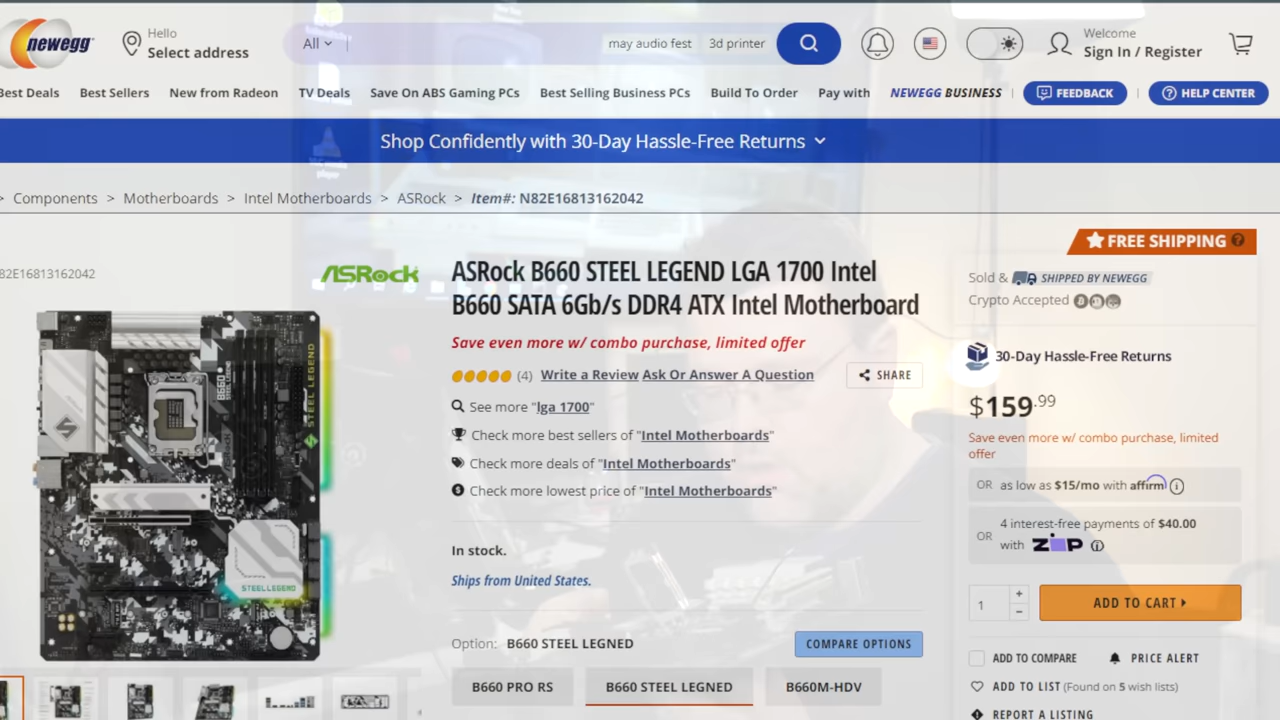 newegg
Hello
Select address
All
may audio fest
3d printer
Welcome
Sign In / Register
Best Deals
Best Sellers
New from Radeon
TV Deals
Save On ABS Gaming PCs
Best Selling Business PCs
Build To Order
Pay with
NEWEGG BUSINESS
FEEDBACK
HELP CENTER
Shop Confidently with 30-Day Hassle-Free Returns
> Components > Motherboards > Intel Motherboards > ASRock > Item#: N82E16813162042
FREE SHIPPING
82E16813162042
ASRock
ASRock B660 STEEL LEGEND LGA 1700 Intel
B660 SATA 6Gb/s DDR4 ATX Intel Motherboard
Save even more w/ combo purchase, limited offer
(4) Write a Review Ask Or Answer A Question
SHARE
See more "lga 1700"
Check more best sellers of "Intel Motherboards"
Check more deals of "Intel Motherboards"
Check more lowest price of "Intel Motherboards"
In stock.
Ships from United States.
Option: B660 STEEL LEGNED
COMPARE OPTIONS
B660 PRO RS
B660 STEEL LEGNED
B660M-HDV
STEEL LEGEND
B660
STEEL LEGEND
Sold & SHIPPED BY NEWEGG
Crypto Accepted
30-Day Hassle-Free Returns
$159.99
Save even more w/ combo purchase, limited
offer
OR as low as $15/mo with affirm
OR 4 interest-free payments of $40.00
with ZIP
1
+
−
ADD TO CART
ADD TO COMPARE
PRICE ALERT
ADD TO LIST (Found on 5 wish lists)
REPORT A LISTING